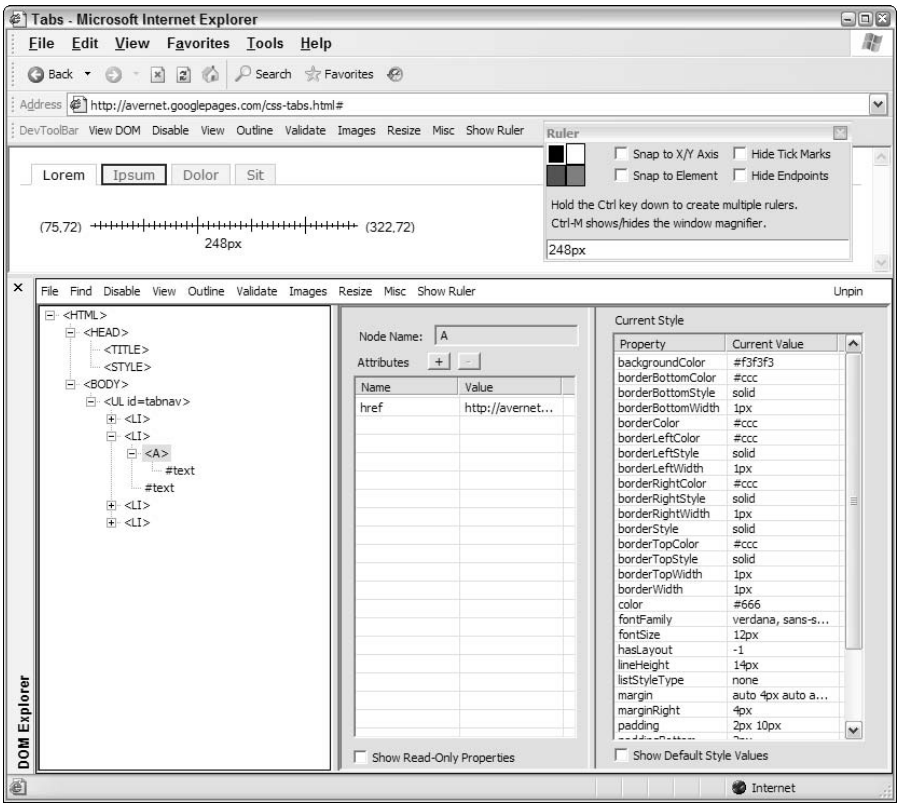 Tabs - Microsoft Internet Explorer
File Edit View Favorites Tools Help
Back Search Favorites
Address http://avernet.googlepages.com/css-tabs.html#
DevToolBar View DOM Disable View Outline Validate Images Resize Misc Show Ruler
Ruler
Snap to X/Y Axis Hide Tick Marks
Snap to Element Hide Endpoints
Hold the Ctrl key down to create multiple rulers.
Ctrl-M shows/hides the window magnifier.
248px
Lorem Ipsum Dolor Sit
(75,72) (322,72)
248px
File Find Disable View Outline Validate Images Resize Misc Show Ruler Unpin
<HTML>
<HEAD>
<TITLE>
<STYLE>
<BODY>
<UL id=tabnav>
<LI>
<LI>
<A>
#text
#text
<LI>
<LI>
Node Name: A
Attributes + -
Name Value
href http://avernet...
Show Read-Only Properties
Current Style
Property Current Value
backgroundColor #f3f3f3
borderBottomColor #ccc
borderBottomStyle solid
borderBottomWidth 1px
borderColor #ccc
borderLeftColor #ccc
borderLeftStyle solid
borderLeftWidth 1px
borderRightColor #ccc
borderRightStyle solid
borderRightWidth 1px
borderStyle solid
borderTopColor #ccc
borderTopStyle solid
borderTopWidth 1px
borderWidth 1px
color #666
fontFamily verdana, sans-s...
fontSize 12px
hasLayout -1
lineHeight 14px
listStyleType none
margin auto 4px auto a...
marginRight 4px
padding 2px 10px
Show Default Style Values
DOM Explorer
Internet